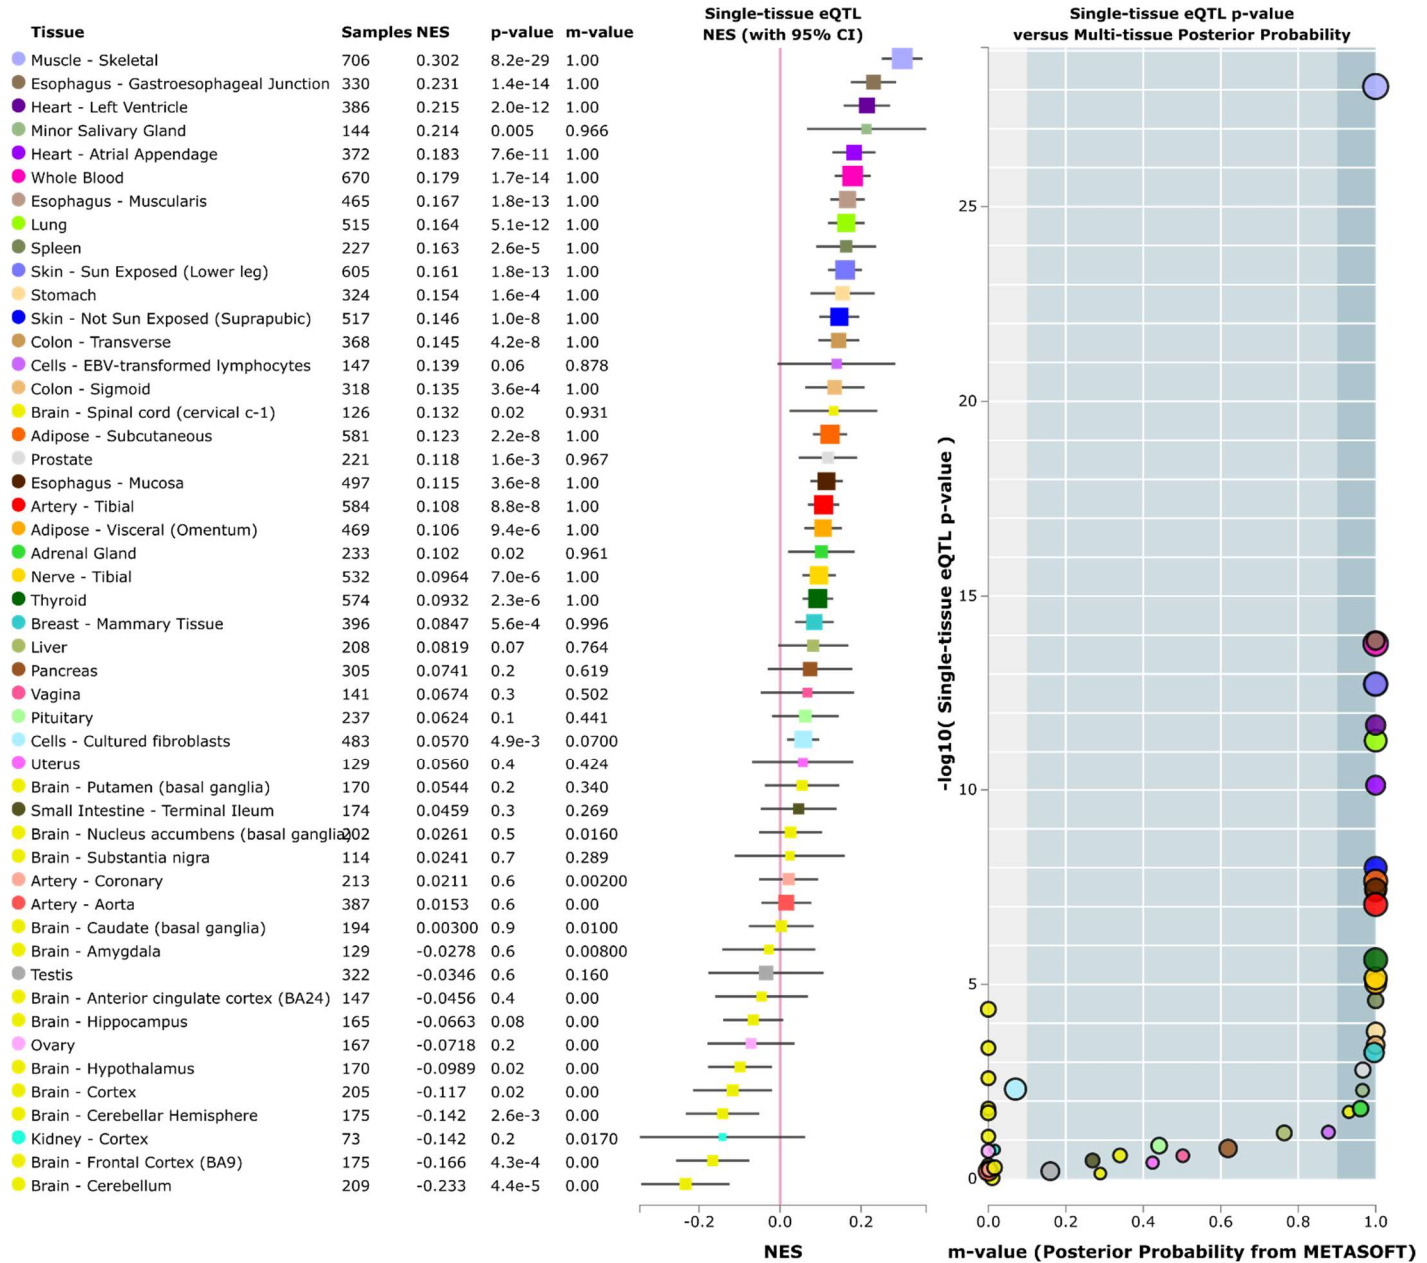 Single-tissue eQTL
NES (with 95% CI)
Single-tissue eQTL p-value
versus Multi-tissue Posterior Probability
Tissue Samples NES p-value m-value
Muscle - Skeletal 706 0.302 8.2e-29 1.00
Esophagus - Gastroesophageal Junction 330 0.231 1.4e-14 1.00
Heart - Left Ventricle 386 0.215 2.0e-12 1.00
Minor Salivary Gland 144 0.214 0.005 0.966
Heart - Atrial Appendage 372 0.183 7.6e-11 1.00
Whole Blood 670 0.179 1.7e-14 1.00
Esophagus - Muscularis 465 0.167 1.8e-13 1.00
Lung 515 0.164 5.1e-12 1.00
Spleen 227 0.163 2.6e-5 1.00
Skin - Sun Exposed (Lower leg) 605 0.161 1.8e-13 1.00
Stomach 324 0.154 1.6e-4 1.00
Skin - Not Sun Exposed (Suprapubic) 517 0.146 1.0e-8 1.00
Colon - Transverse 368 0.145 4.2e-8 1.00
Cells - EBV-transformed lymphocytes 147 0.139 0.06 0.878
Colon - Sigmoid 318 0.135 3.6e-4 1.00
Brain - Spinal cord (cervical c-1) 126 0.132 0.02 0.931
Adipose - Subcutaneous 581 0.123 2.2e-8 1.00
Prostate 221 0.118 1.6e-3 0.967
Esophagus - Mucosa 497 0.115 3.6e-8 1.00
Artery - Tibial 584 0.108 8.8e-8 1.00
Adipose - Visceral (Omentum) 469 0.106 9.4e-6 1.00
Adrenal Gland 233 0.102 0.02 0.961
Nerve - Tibial 532 0.0964 7.0e-6 1.00
Thyroid 574 0.0932 2.3e-6 1.00
Breast - Mammary Tissue 396 0.0847 5.6e-4 0.996
Liver 208 0.0819 0.07 0.764
Pancreas 305 0.0741 0.2 0.619
Vagina 141 0.0674 0.3 0.502
Pituitary 237 0.0624 0.1 0.441
Cells - Cultured fibroblasts 483 0.0570 4.9e-3 0.0700
Uterus 129 0.0560 0.4 0.424
Brain - Putamen (basal ganglia) 170 0.0544 0.2 0.340
Small Intestine - Terminal Ileum 174 0.0459 0.3 0.269
Brain - Nucleus accumbens (basal ganglia) 202 0.0261 0.5 0.0160
Brain - Substantia nigra 114 0.0241 0.7 0.289
Artery - Coronary 213 0.0211 0.6 0.00200
Artery - Aorta 387 0.0153 0.6 0.00
Brain - Caudate (basal ganglia) 194 0.00300 0.9 0.0100
Brain - Amygdala 129 -0.0278 0.6 0.00800
Testis 322 -0.0346 0.6 0.160
Brain - Anterior cingulate cortex (BA24) 147 -0.0456 0.4 0.00
Brain - Hippocampus 165 -0.0663 0.08 0.00
Ovary 167 -0.0718 0.2 0.00
Brain - Hypothalamus 170 -0.0989 0.02 0.00
Brain - Cortex 205 -0.117 0.02 0.00
Brain - Cerebellar Hemisphere 175 -0.142 2.6e-3 0.00
Kidney - Cortex 73 -0.142 0.2 0.0170
Brain - Frontal Cortex (BA9) 175 -0.166 4.3e-4 0.00
Brain - Cerebellum 209 -0.233 4.4e-5 0.00
-0.2 0.0 0.2
NES
-log10( Single-tissue eQTL p-value )
25
20
15
10
5
0
0.0 0.2 0.4 0.6 0.8 1.0
m-value (Posterior Probability from METASOFT)